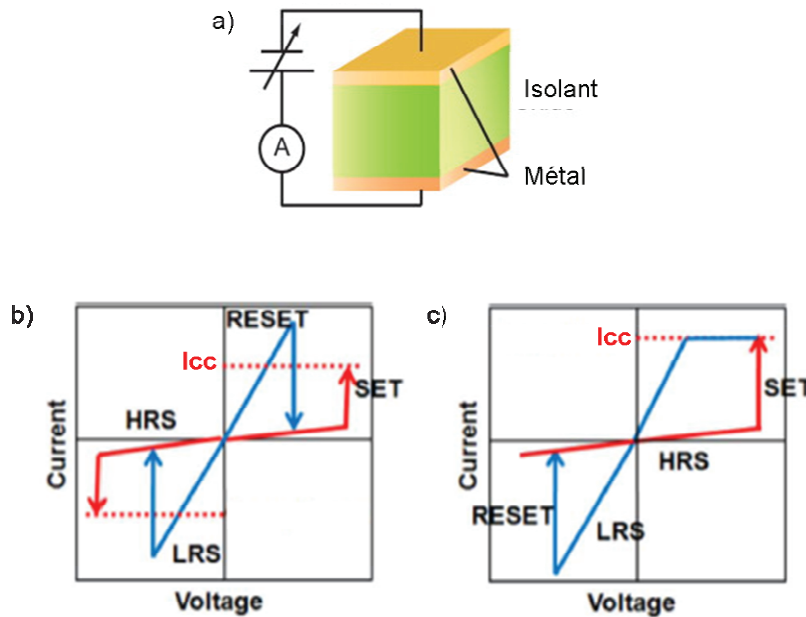 a)
A
Isolant
Métal
b)
RESET
Icc
SET
HRS
Current
LRS
Voltage
c)
Icc
SET
HRS
Current
RESET
LRS
Voltage